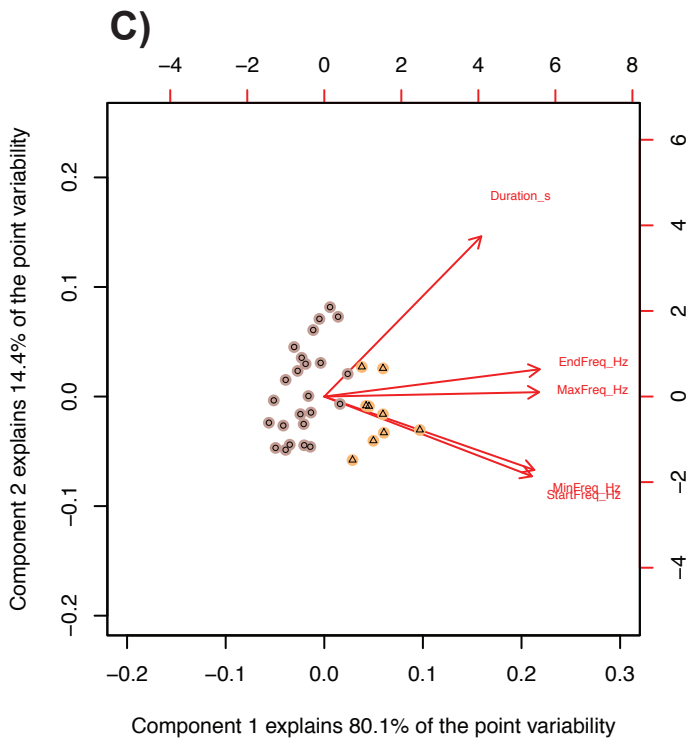 C)
−4 −2 0 2 4 6 8
Component 2 explains 14.4% of the point variability
0.2
0.1
0.0
−0.1
−0.2
6
4
2
0
−2
−4
Duration_s
EndFreq_Hz
MaxFreq_Hz
MinFreq_Hz
StartFreq_Hz
−0.2 −0.1 0.0 0.1 0.2 0.3
Component 1 explains 80.1% of the point variability